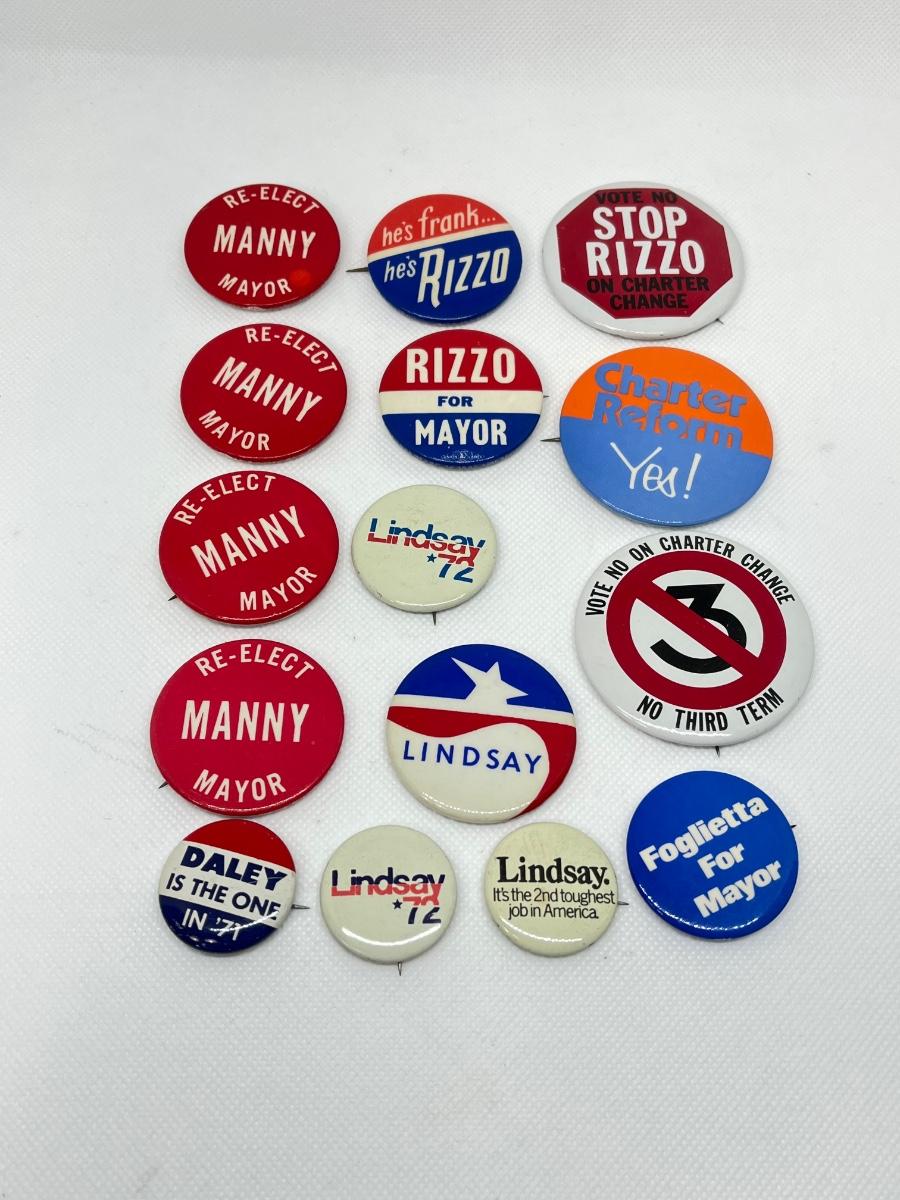 RE-ELECT
MANNY
MAYOR
he's frank...
he's RIZZO
VOTE NO
STOP
RIZZO
ON CHARTER
CHANGE
RE-ELECT
MANNY
MAYOR
RIZZO
FOR
MAYOR
Charter
Reform
Yes!
RE-ELECT
MANNY
MAYOR
Lindsay
'72
VOTE NO ON CHARTER CHANGE
3
NO THIRD TERM
RE-ELECT
MANNY
MAYOR
LINDSAY
DALEY
IS THE ONE
IN '71
Lindsay
'72
Lindsay.
It's the 2nd toughest
job in America.
Foglietta
For
Mayor